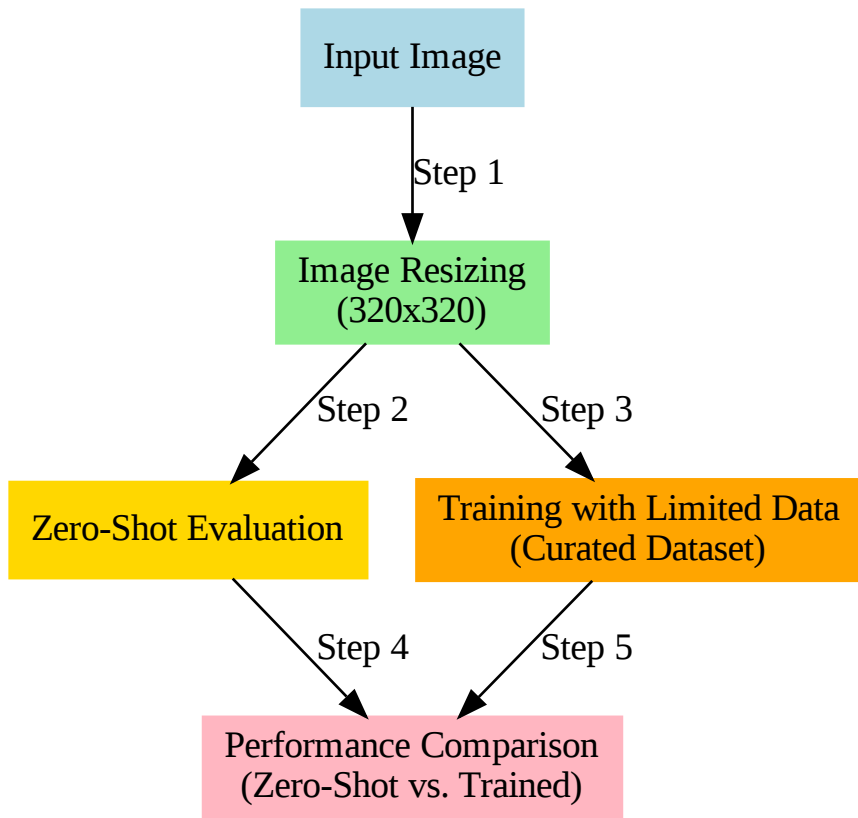 Input Image
Step 1
Image Resizing
(320x320)
Step 2
Step 3
Zero-Shot Evaluation
Training with Limited Data
(Curated Dataset)
Step 4
Step 5
Performance Comparison
(Zero-Shot vs. Trained)